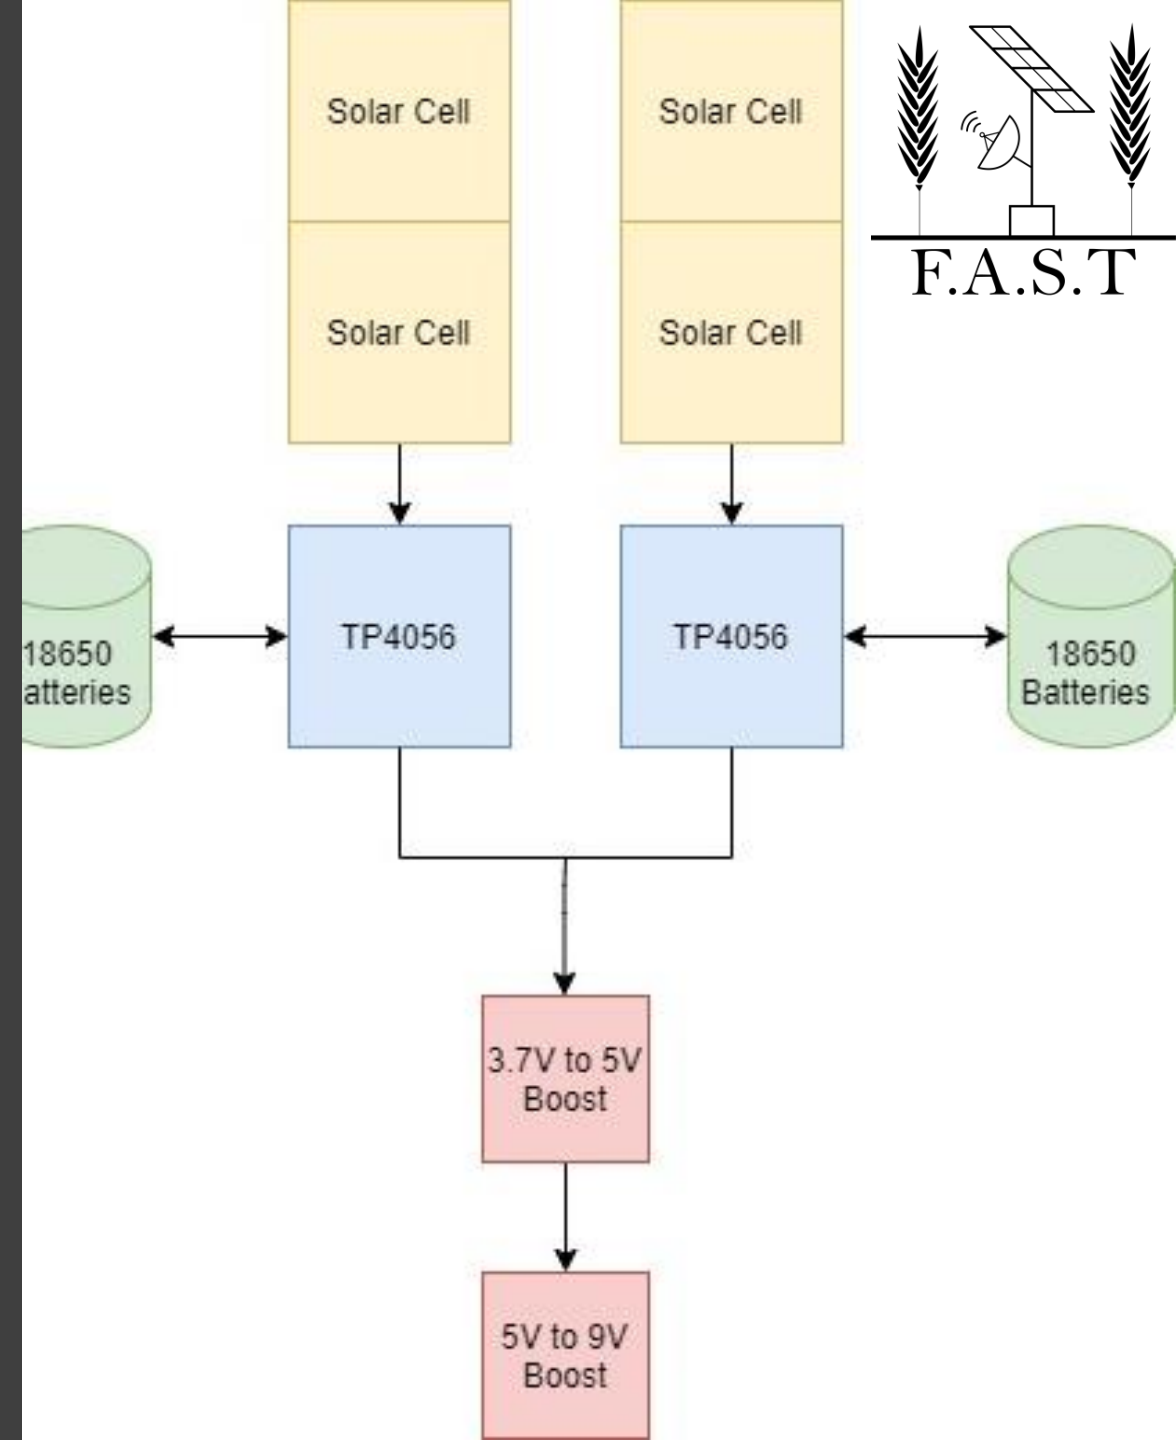 Solar Cell
Solar Cell
F.A.S.T
Solar Cell
Solar Cell
TP4056
TP4056
18650
atteries
18650
Batteries
3.7V to 5V
Boost
5V to 9V
Boost